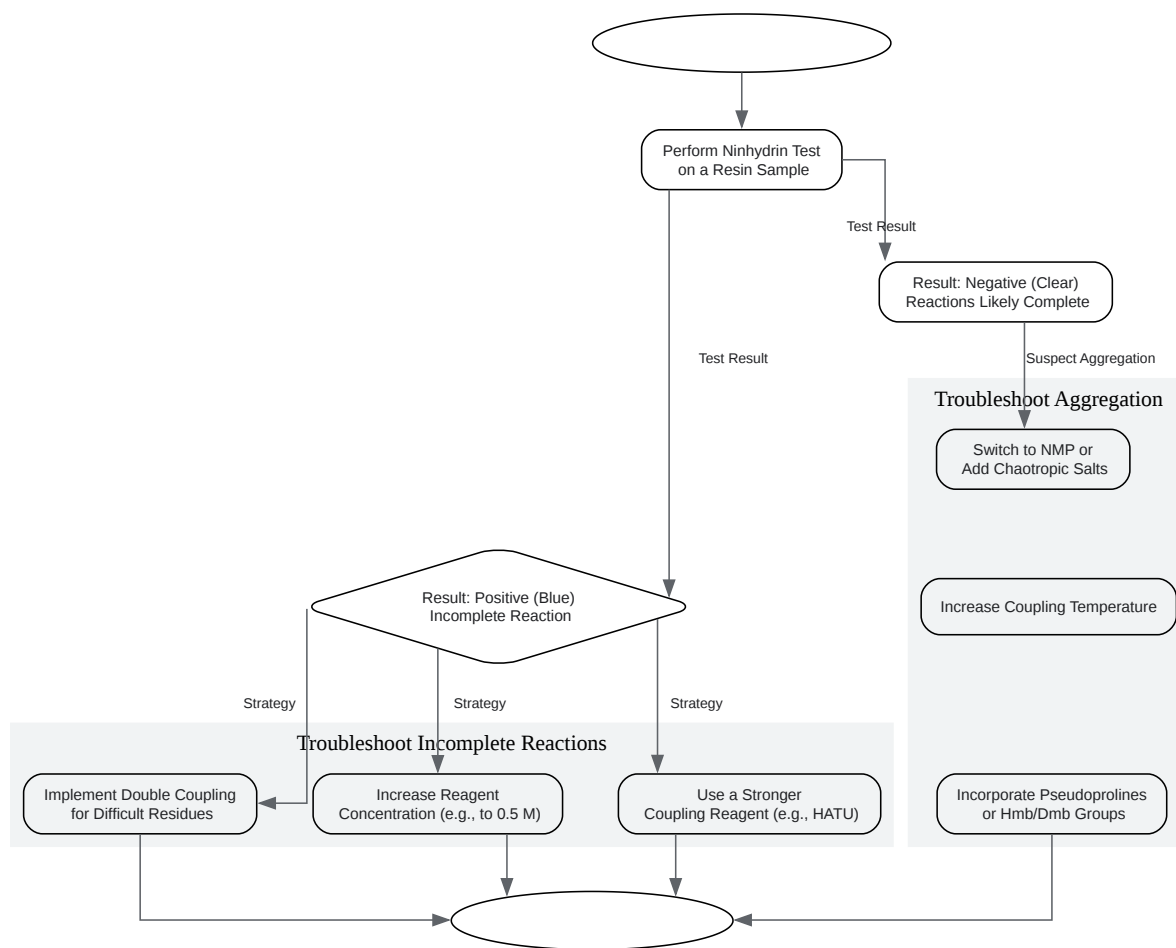 Perform Ninhydrin Test
on a Resin Sample
Test Result
Result: Negative (Clear)
Reactions Likely Complete
Test Result
Suspect Aggregation
Troubleshoot Aggregation
Switch to NMP or
Add Chaotropic Salts
Result: Positive (Blue)
Incomplete Reaction
Increase Coupling Temperature
Strategy
Strategy
Strategy
Troubleshoot Incomplete Reactions
Implement Double Coupling
for Difficult Residues
Increase Reagent
Concentration (e.g., to 0.5 M)
Use a Stronger
Coupling Reagent (e.g., HATU)
Incorporate Pseudoprolines
or Hmb/Dmb Groups